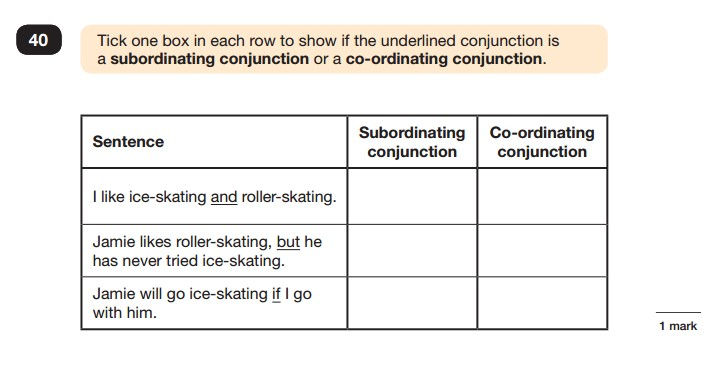 40
Tick one box in each row to show if the underlined conjunction is
a subordinating conjunction or a co-ordinating conjunction.
Sentence
Subordinating
conjunction
Co-ordinating
conjunction
I like ice-skating and roller-skating.
Jamie likes roller-skating, but he
has never tried ice-skating.
Jamie will go ice-skating if I go
with him.
1 mark